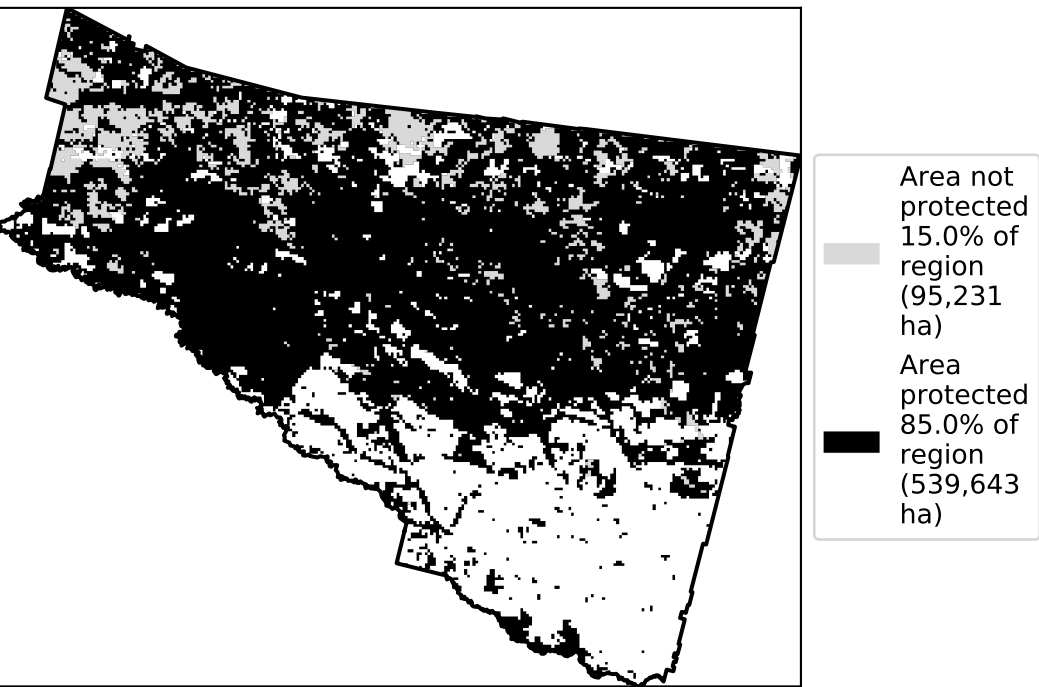 Area not
protected
15.0% of
region
(95,231
ha)
Area
protected
85.0% of
region
(539,643
ha)